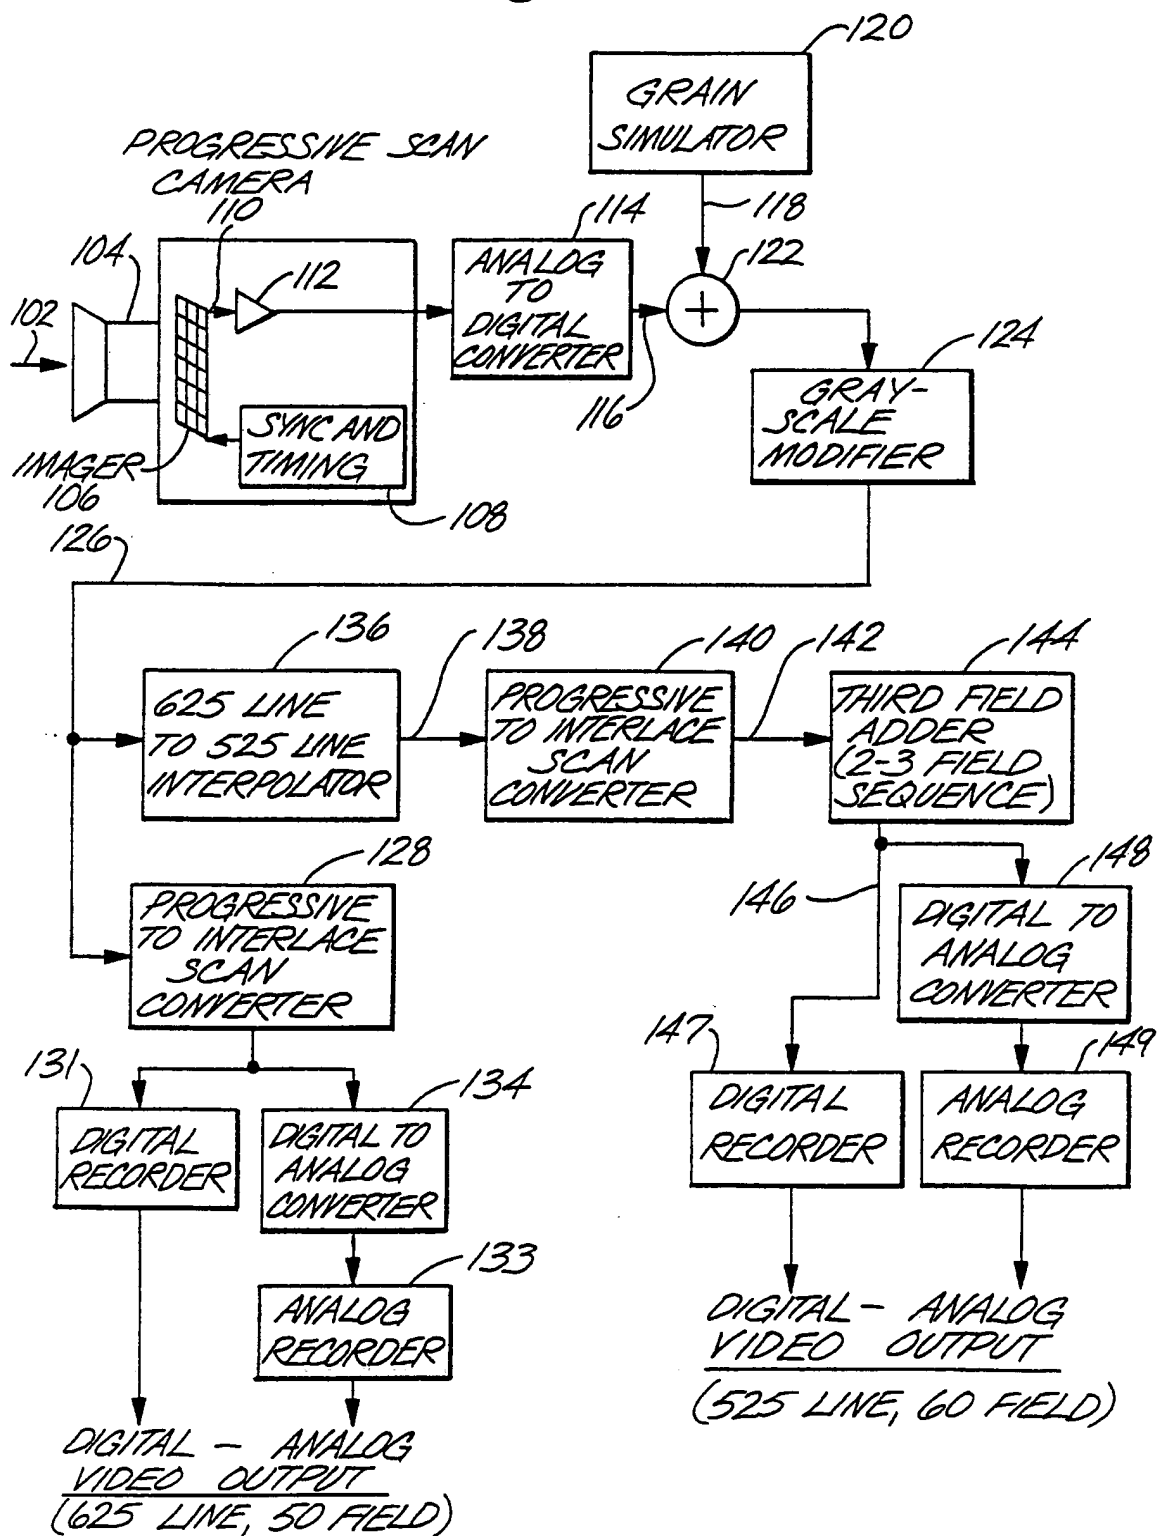 120
GRAIN
SIMULATOR
118
PROGRESSIVE SCAN
CAMERA
110
104
102
112
IMAGER
106
SYNC AND
TIMING
108
114
ANALOG
TO
DIGITAL
CONVERTER
116
122
124
GRAY-
SCALE
MODIFIER
126
136
625 LINE
TO 525 LINE
INTERPOLATOR
138
140
PROGRESSIVE
TO INTERLACE
SCAN
CONVERTER
142
144
THIRD FIELD
ADDER
(2-3 FIELD
SEQUENCE)
128
PROGRESSIVE
TO INTERLACE
SCAN
CONVERTER
146
148
DIGITAL TO
ANALOG
CONVERTER
131
DIGITAL
RECORDER
134
DIGITAL TO
ANALOG
CONVERTER
133
ANALOG
RECORDER
147
DIGITAL
RECORDER
149
ANALOG
RECORDER
DIGITAL - ANALOG
VIDEO OUTPUT
(525 LINE, 60 FIELD)
DIGITAL - ANALOG
VIDEO OUTPUT
(625 LINE, 50 FIELD)